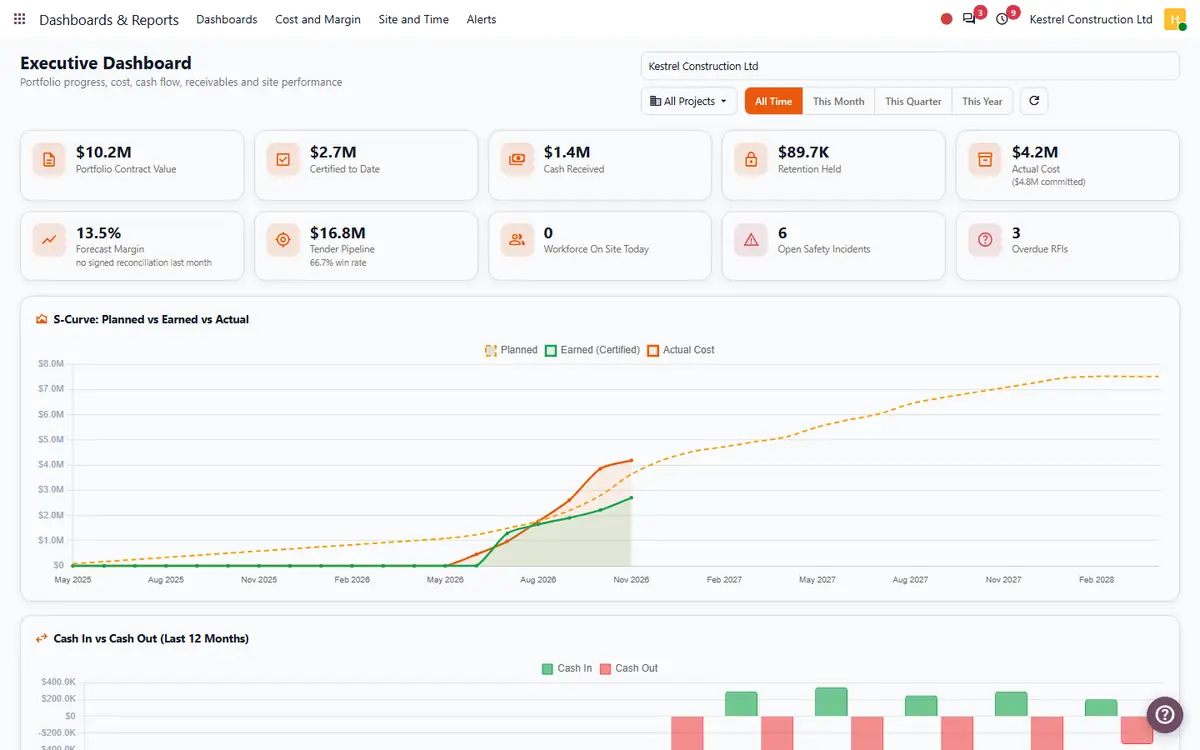 Dashboards & Reports Dashboards Cost and Margin Site and Time Alerts 3 9 Kestrel Construction Ltd H
Executive Dashboard
Portfolio progress, cost, cash flow, receivables and site performance
Kestrel Construction Ltd
All Projects All Time This Month This Quarter This Year
$10.2M
Portfolio Contract Value
$2.7M
Certified to Date
$1.4M
Cash Received
$89.7K
Retention Held
$4.2M
Actual Cost
($4.8M committed)
13.5%
Forecast Margin
no signed reconciliation last month
$16.8M
Tender Pipeline
66.7% win rate
0
Workforce On Site Today
6
Open Safety Incidents
3
Overdue RFIs
S-Curve: Planned vs Earned vs Actual
Planned Earned (Certified) Actual Cost
$8.0M
$7.0M
$6.0M
$5.0M
$4.0M
$3.0M
$2.0M
$1.0M
$0
May 2025 Aug 2025 Nov 2025 Feb 2026 May 2026 Aug 2026 Nov 2026 Feb 2027 May 2027 Aug 2027 Nov 2027 Feb 2028
Cash In vs Cash Out (Last 12 Months)
Cash In Cash Out
$400.0K
$200.0K
$0
-$200.0K
-$400.0K